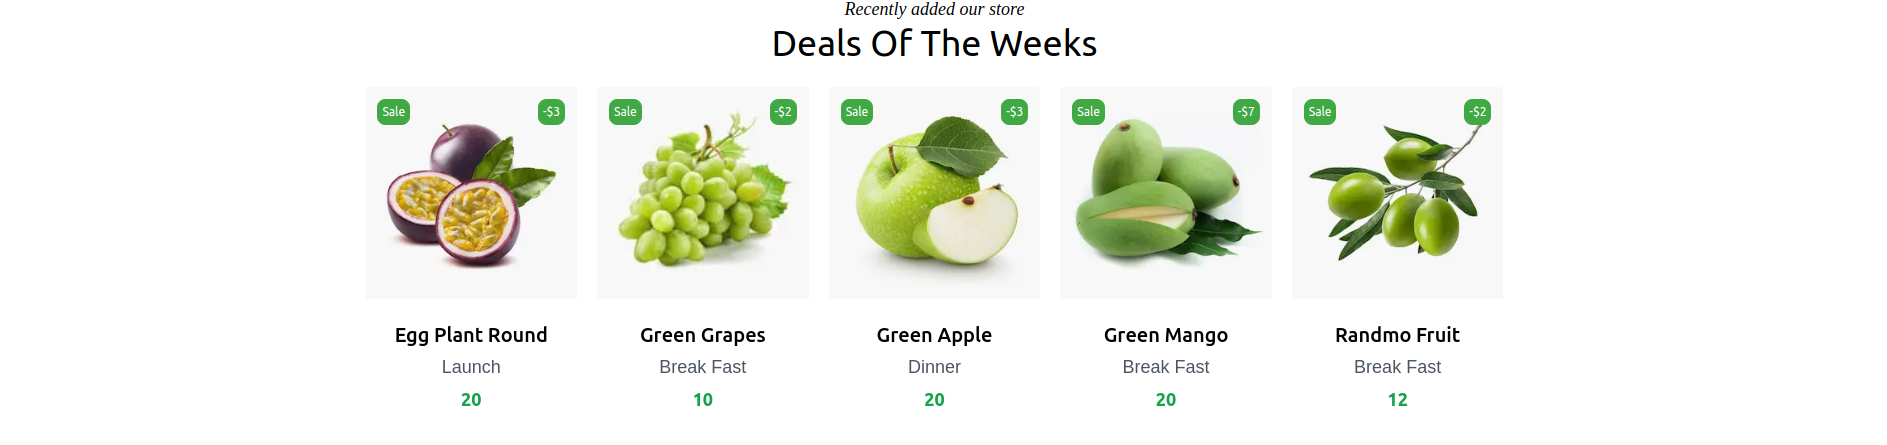 Recently added our store
Deals Of The Weeks
Sale -$3
Sale -$2
Sale -$3
Sale -$7
Sale -$2
Egg Plant Round
Launch
20
Green Grapes
Break Fast
10
Green Apple
Dinner
20
Green Mango
Break Fast
20
Randmo Fruit
Break Fast
12